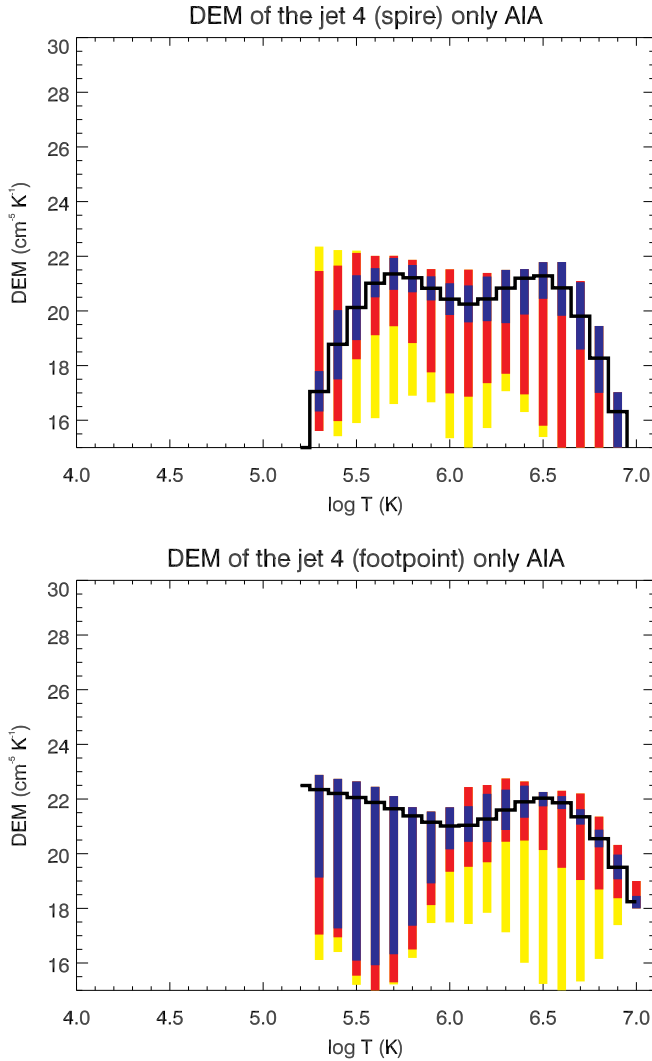 DEM of the jet 4 (spire) only AIA
30
28
26
24
22
20
18
16
DEM (cm⁻⁵ K⁻¹)
4.0 4.5 5.0 5.5 6.0 6.5 7.0
log T (K)
DEM of the jet 4 (footpoint) only AIA
30
28
26
24
22
20
18
16
DEM (cm⁻⁵ K⁻¹)
4.0 4.5 5.0 5.5 6.0 6.5 7.0
log T (K)